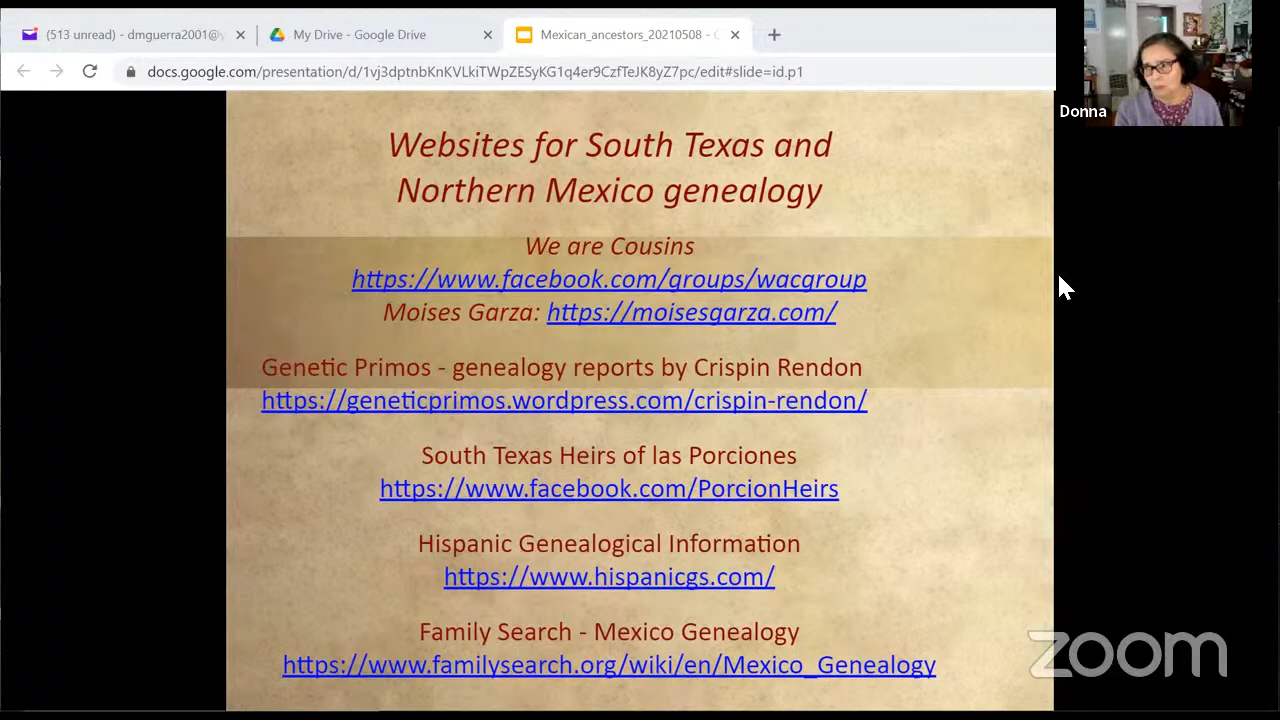 (513 unread) - dmguerra2001@y
My Drive - Google Drive
Mexican_ancestors_20210508 -
docs.google.com/presentation/d/1vj3dptnbKnKVLkiTWpZESyKG1q4er9CzfTeJK8yZ7pc/edit#slide=id.p1
Donna
Websites for South Texas and
Northern Mexico genealogy
We are Cousins
https://www.facebook.com/groups/wacgroup
Moises Garza: https://moisesgarza.com/
Genetic Primos - genealogy reports by Crispin Rendon
https://geneticprimos.wordpress.com/crispin-rendon/
South Texas Heirs of las Porciones
https://www.facebook.com/PorcionHeirs
Hispanic Genealogical Information
https://www.hispanicgs.com/
Family Search - Mexico Genealogy
https://www.familysearch.org/wiki/en/Mexico_Genealogy
zoom